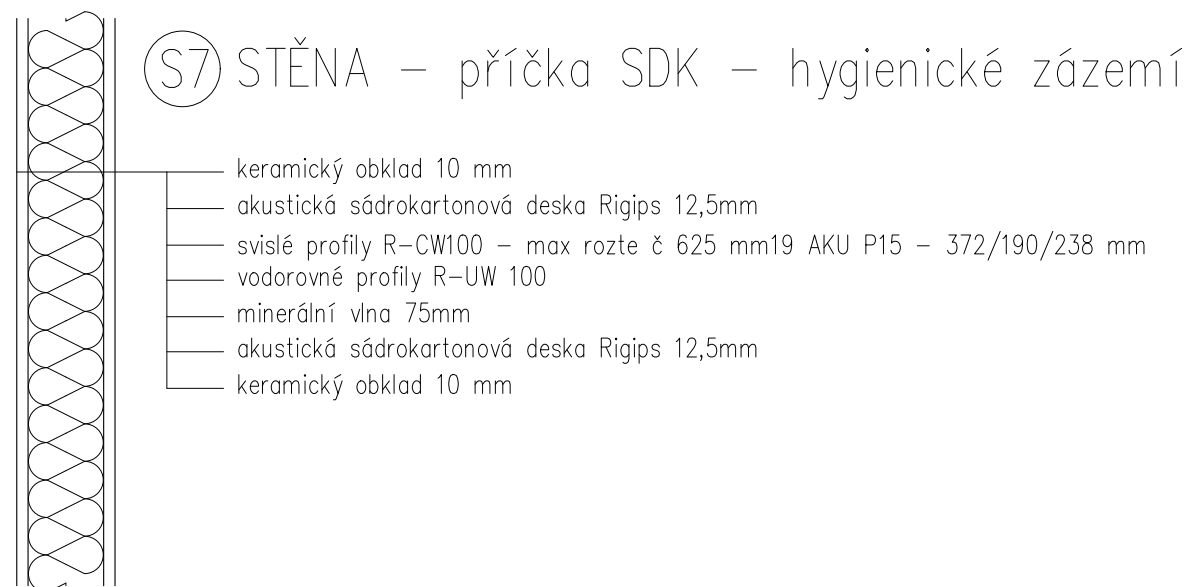 S7 STĚNA – příčka SDK – hygienické zázemí
keramický obklad 10 mm
akustická sádrokartonová deska Rigips 12,5mm
svislé profily R–CW100 – max rozte č 625 mm19 AKU P15 – 372/190/238 mm
vodorovné profily R–UW 100
minerální vlna 75mm
akustická sádrokartonová deska Rigips 12,5mm
keramický obklad 10 mm